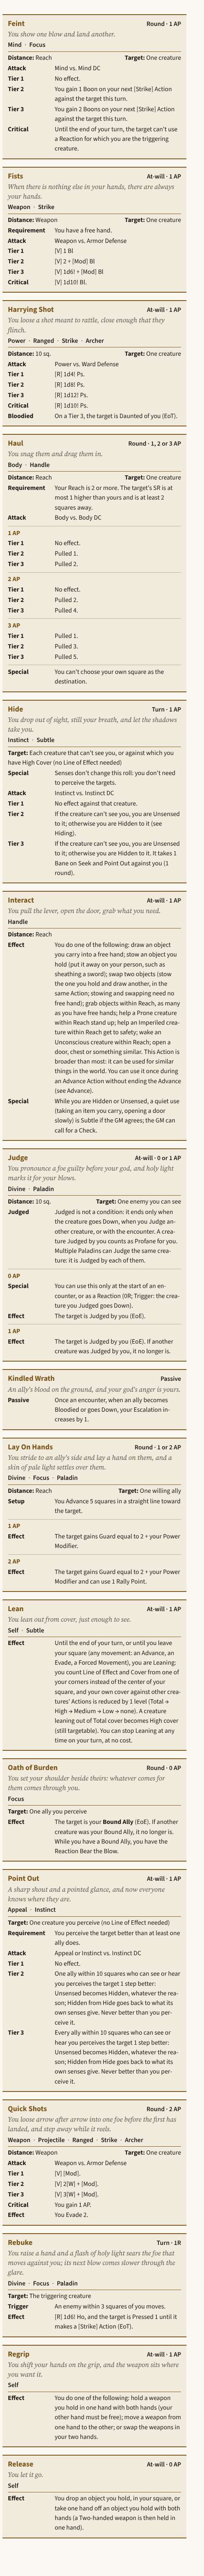 Feint Round · 1 AP
You show one blow and land another.
Mind · Focus
Distance: Reach Target: One creature
Attack Mind vs. Mind DC
Tier 1 No effect.
Tier 2 You gain 1 Boon on your next [Strike] Action
against the target this turn.
Tier 3 You gain 2 Boons on your next [Strike] Action
against the target this turn.
Critical Until the end of your turn, the target can't use
a Reaction for which you are the triggering
creature.
Fists At-will · 1 AP
When there is nothing else in your hands, there are always
your hands.
Weapon · Strike
Distance: Weapon Target: One creature
Requirement You have a free hand.
Attack Weapon vs. Armor Defense
Tier 1 [V] 1 Bl
Tier 2 [V] 2 + [Mod] Bl
Tier 3 [V] 1d6! + [Mod] Bl
Critical [V] 1d10! Bl.
Harrying Shot At-will · 1 AP
You loose a shot meant to rattle, close enough that they
flinch.
Power · Ranged · Strike · Archer
Distance: 10 sq. Target: One creature
Attack Power vs. Ward Defense
Tier 1 [R] 1d4! Ps.
Tier 2 [R] 1d8! Ps.
Tier 3 [R] 1d12! Ps.
Critical [R] 1d10! Ps.
Bloodied On a Tier 3, the target is Daunted of you (EoT).
Haul Round · 1, 2 or 3 AP
You snag them and drag them in.
Body · Handle
Distance: Reach Target: One creature
Requirement Your Reach is 2 or more. The target's SR is at
most 1 higher than yours and is at least 2
squares away.
Attack Body vs. Body DC
1 AP
Tier 1 No effect.
Tier 2 Pulled 1.
Tier 3 Pulled 2.
2 AP
Tier 1 No effect.
Tier 2 Pulled 2.
Tier 3 Pulled 4.
3 AP
Tier 1 Pulled 1.
Tier 2 Pulled 3.
Tier 3 Pulled 5.
Special You can't choose your own square as the
destination.
Hide Turn · 1 AP
You drop out of sight, still your breath, and let the shadows
take you.
Instinct · Subtle
Target: Each creature that can't see you, or against which you
have High Cover (no Line of Effect needed)
Special Senses don't change this roll: you don't need
to perceive the targets.
Attack Instinct vs. Instinct DC
Tier 1 No effect against that creature.
Tier 2 If the creature can't see you, you are Unsensed
to it; otherwise you are Hidden to it (see
Hiding).
Tier 3 If the creature can't see you, you are Unsensed
to it; otherwise you are Hidden to it. It takes 1
Bane on Seek and Point Out against you (1
round).
Interact At-will · 1 AP
You pull the lever, open the door, grab what you need.
Handle
Distance: Reach
Effect You do one of the following: draw an object
you carry into a free hand; stow an object you
hold (put it away on your person, such as
sheathing a sword); swap two objects (stow
the one you hold and draw another, in the
same Action; stowing and swapping need no
free hand); grab objects within Reach, as many
as you have free hands; help a Prone creature
within Reach stand up; help an Imperiled crea-
ture within Reach get to safety; wake an
Unconscious creature within Reach; open a
door, chest or something similar. This Action is
broader than most: it can be used for similar
things in the world. You can use it once during
an Advance Action without ending the Advance
(see Advance).
Special While you are Hidden or Unsensed, a quiet use
(taking an item you carry, opening a door
slowly) is Subtle if the GM agrees; the GM can
call for a Check.
Judge At-will · 0 or 1 AP
You pronounce a foe guilty before your god, and holy light
marks it for your blows.
Divine · Paladin
Distance: 10 sq. Target: One enemy you can see
Judged Judged is not a condition: it ends only when
the creature goes Down, when you Judge an-
other creature, or with the encounter. A crea-
ture Judged by you counts as Profane for you.
Multiple Paladins can Judge the same crea-
ture: it is Judged by each of them.
0 AP
Special You can use this only at the start of an en-
counter, or as a Reaction (0R; Trigger: the crea-
ture you Judged goes Down).
Effect The target is Judged by you (EoE).
1 AP
Effect The target is Judged by you (EoE). If another
creature was Judged by you, it no longer is.
Kindled Wrath Passive
An ally's blood on the ground, and your god's anger is yours.
Passive Once an encounter, when an ally becomes
Bloodied or goes Down, your Escalation in-
creases by 1.
Lay On Hands Round · 1 or 2 AP
You stride to an ally's side and lay a hand on them, and a
skin of pale light settles over them.
Divine · Focus · Paladin
Distance: Reach Target: One willing ally
Setup You Advance 5 squares in a straight line toward
the target.
1 AP
Effect The target gains Guard equal to 2 + your Power
Modifier.
2 AP
Effect The target gains Guard equal to 2 + your Power
Modifier and can use 1 Rally Point.
Lean At-will · 1 AP
You lean out from cover, just enough to see.
Self · Subtle
Effect Until the end of your turn, or until you leave
your square (any movement: an Advance, an
Evade, a Forced Movement), you are Leaning:
you count Line of Effect and Cover from one of
your corners instead of the center of your
square, and your own cover against other crea-
tures' Actions is reduced by 1 level (Total →
High → Medium → Low → none). A creature
leaning out of Total cover becomes High cover
(still targetable). You can stop Leaning at any
time on your turn, at no cost.
Oath of Burden Round · 0 AP
You set your shoulder beside theirs: whatever comes for
them comes through you.
Focus
Target: One ally you perceive
Effect The target is your Bound Ally (EoE). If another
creature was your Bound Ally, it no longer is.
While you have a Bound Ally, you have the
Reaction Bear the Blow.
Point Out At-will · 1 AP
A sharp shout and a pointed glance, and now everyone
knows where they are.
Appeal · Instinct
Target: One creature you perceive (no Line of Effect needed)
Requirement You perceive the target better than at least one
ally does.
Attack Appeal or Instinct vs. Instinct DC
Tier 1 No effect.
Tier 2 One ally within 10 squares who can see or hear
you perceives the target 1 step better:
Unsensed becomes Hidden, whatever the rea-
son; Hidden from Hide goes back to what its
own senses give. Never better than you per-
ceive it.
Tier 3 Every ally within 10 squares who can see or
hear you perceives the target 1 step better:
Unsensed becomes Hidden, whatever the rea-
son; Hidden from Hide goes back to what its
own senses give. Never better than you per-
ceive it.
Quick Shots Round · 2 AP
You loose arrow after arrow into one foe before the first has
landed, and step away while it reels.
Weapon · Projectile · Ranged · Strike · Archer
Distance: Weapon Target: One creature
Attack Weapon vs. Armor Defense
Tier 1 [V] [Mod].
Tier 2 [V] 2[W] + [Mod].
Tier 3 [V] 3[W] + [Mod].
Critical You gain 1 AP.
Effect You Evade 2.
Rebuke Turn · 1R
You raise a hand and a flash of holy light sears the foe that
moves against you; its next blow comes slower through the
glare.
Divine · Focus · Paladin
Target: The triggering creature
Trigger An enemy within 3 squares of you moves.
Effect [R] 1d6! Ho, and the target is Pressed 1 until it
makes a [Strike] Action (EoT).
Regrip At-will · 1 AP
You shift your hands on the grip, and the weapon sits where
you want it.
Self
Effect You do one of the following: hold a weapon
you hold in one hand with both hands (your
other hand must be free); move a weapon from
one hand to the other; or swap the weapons in
your two hands.
Release At-will · 0 AP
You let it go.
Self
Effect You drop an object you hold, in your square, or
take one hand off an object you hold with both
hands (a Two-handed weapon is then held in
one hand).